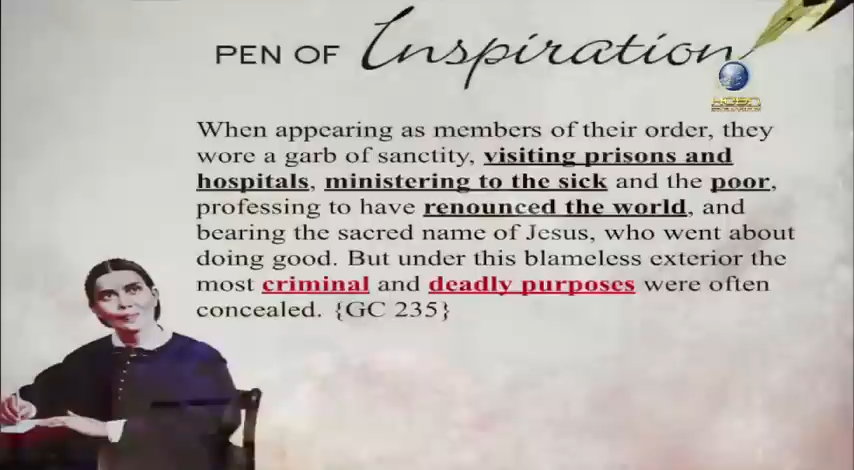 PEN OF Inspiration
When appearing as members of their order, they
wore a garb of sanctity, visiting prisons and
hospitals, ministering to the sick and the poor,
professing to have renounced the world, and
bearing the sacred name of Jesus, who went about
doing good. But under this blameless exterior the
most criminal and deadly purposes were often
concealed. {GC 235}